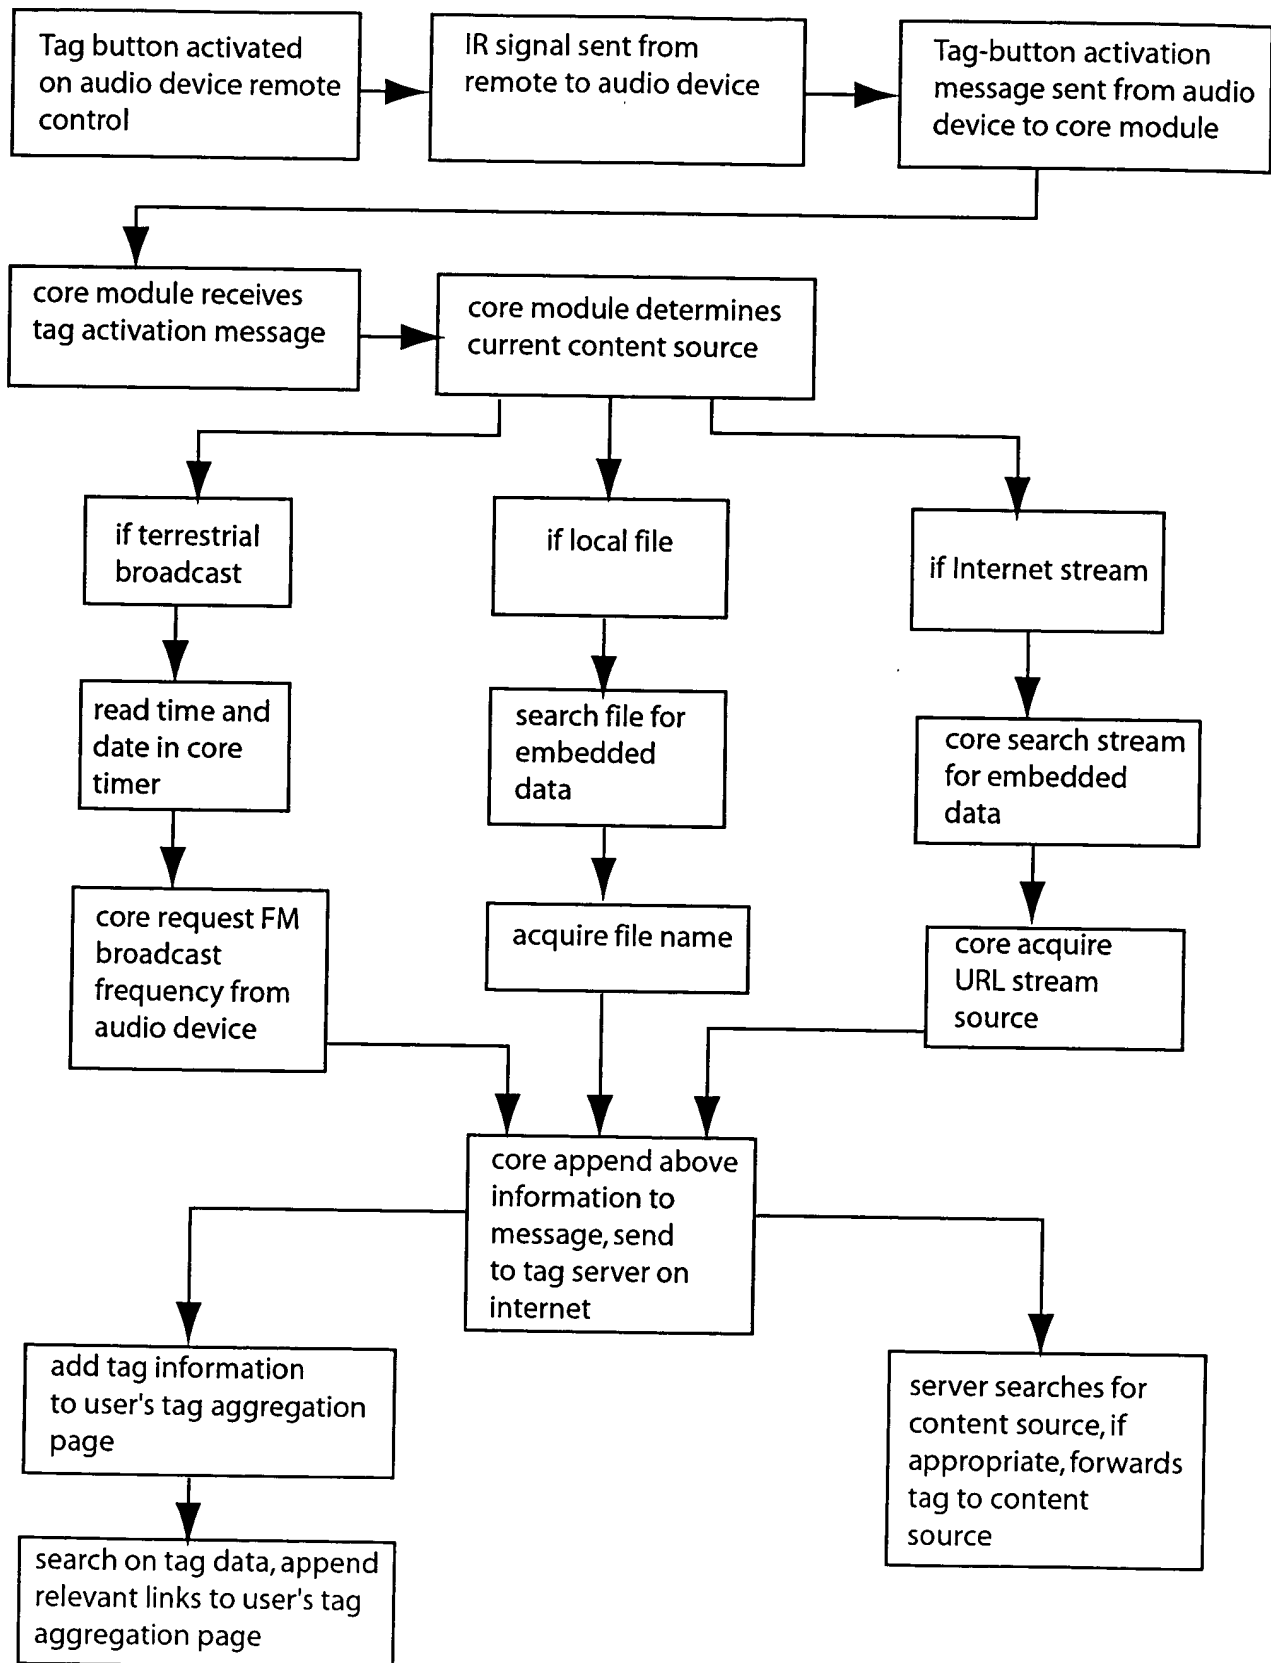 Tag button activated
on audio device remote
control
IR signal sent from
remote to audio device
Tag-button activation
message sent from audio
device to core module
core module receives
tag activation message
core module determines
current content source
if terrestrial
broadcast
if local file
if Internet stream
read time and
date in core
timer
search file for
embedded
data
core search stream
for embedded
data
core request FM
broadcast
frequency from
audio device
acquire file name
core acquire
URL stream
source
core append above
information to
message, send
to tag server on
internet
add tag information
to user's tag aggregation
page
server searches for
content source, if
appropriate, forwards
tag to content
source
search on tag data, append
relevant links to user's tag
aggregation page